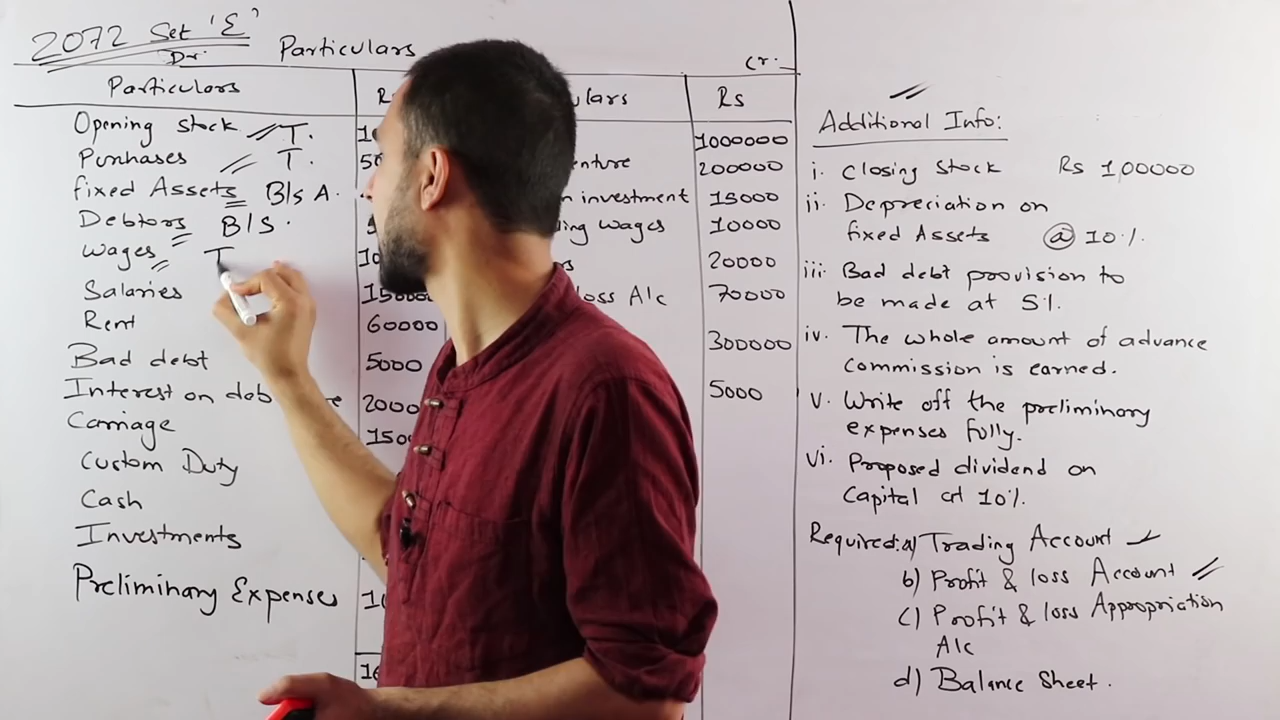 2072 Set 'E'
Dr.
Particulars
cr.
Particulars
Rs
Opening Stock T.
1000000
Purchases T.
200000
fixed Assets B/S A.
investment
15000
Debtors B/S.
wages
10000
wages T
20000
Salaries
150000
loss A/c
70000
Rent
60000
300000
Bad debt
5000
5000
Interest on
Carriage
Custom Duty
Cash
Investments
Preliminary Expenses
Additional Info:
i. Closing Stock Rs 1,00000
ii. Depreciation on
fixed Assets @ 10%.
iii. Bad debt provision to
be made at 5%.
iv. The whole amount of advance
Commission is earned.
v. Write off the preliminary
expenses fully.
vi. Proposed dividend on
Capital at 10%.
Required: a) Trading Account
b) Profit & loss Account
c) Profit & loss Appropriation
A/c
d) Balance Sheet.